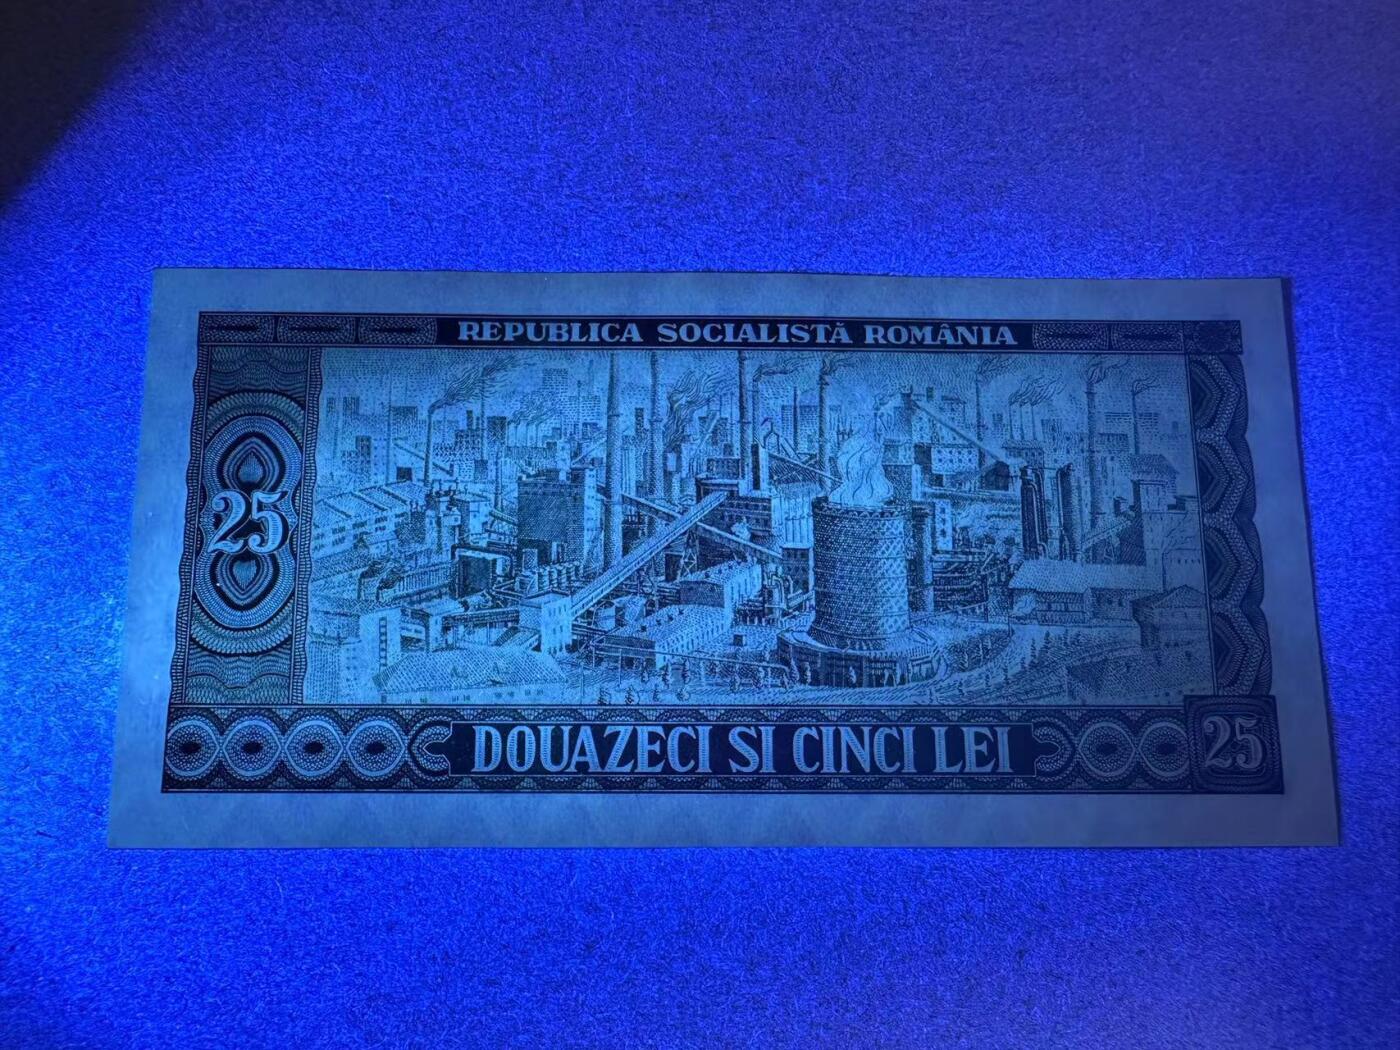 REPUBLICA SOCIALISTĂ ROMÂNIA
25
DOUAZECI SI CINCI LEI
25